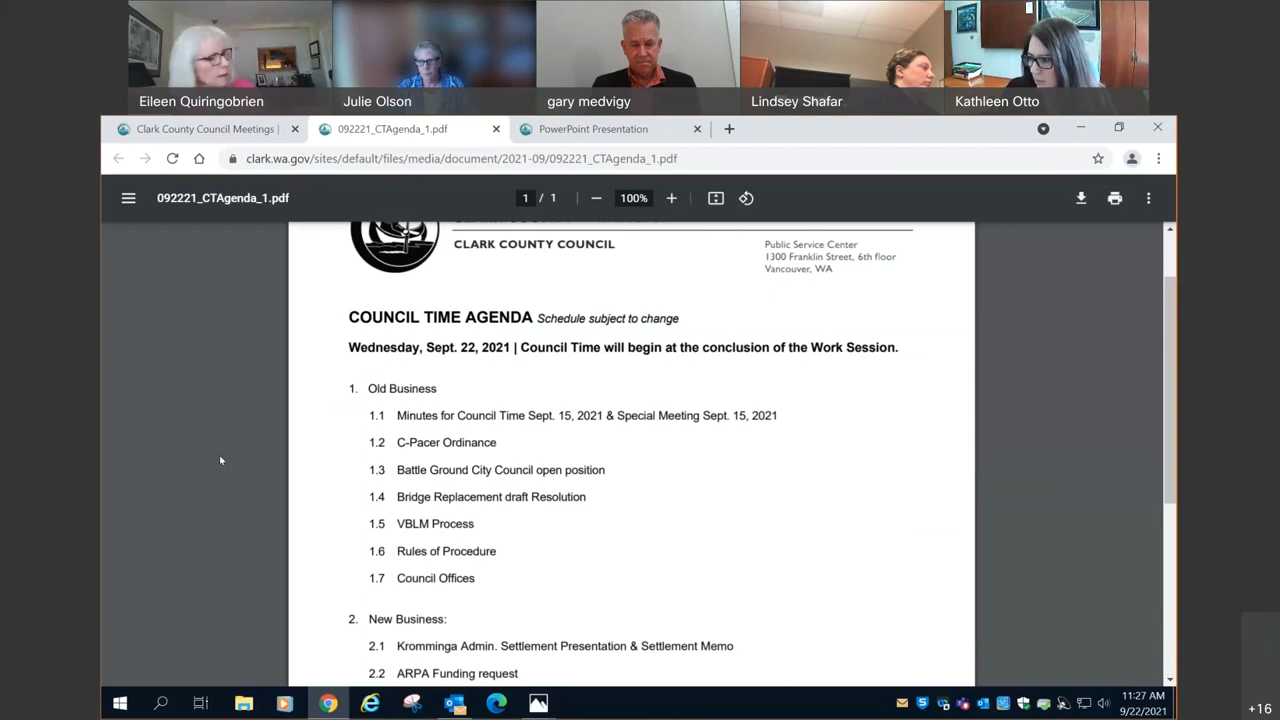 Eileen Quiringobrien
Julie Olson
gary medvigy
Lindsey Shafar
Kathleen Otto
Clark County Council Meetings |
092221_CTAgenda_1.pdf
PowerPoint Presentation
clark.wa.gov/sites/default/files/media/document/2021-09/092221_CTAgenda_1.pdf
092221_CTAgenda_1.pdf
1 / 1
100%
CLARK COUNTY COUNCIL
Public Service Center
1300 Franklin Street, 6th floor
Vancouver, WA
COUNCIL TIME AGENDA Schedule subject to change
Wednesday, Sept. 22, 2021 | Council Time will begin at the conclusion of the Work Session.
1. Old Business
1.1 Minutes for Council Time Sept. 15, 2021 & Special Meeting Sept. 15, 2021
1.2 C-Pacer Ordinance
1.3 Battle Ground City Council open position
1.4 Bridge Replacement draft Resolution
1.5 VBLM Process
1.6 Rules of Procedure
1.7 Council Offices
2. New Business:
2.1 Kromminga Admin. Settlement Presentation & Settlement Memo
2.2 ARPA Funding request
11:27 AM
9/22/2021
+16